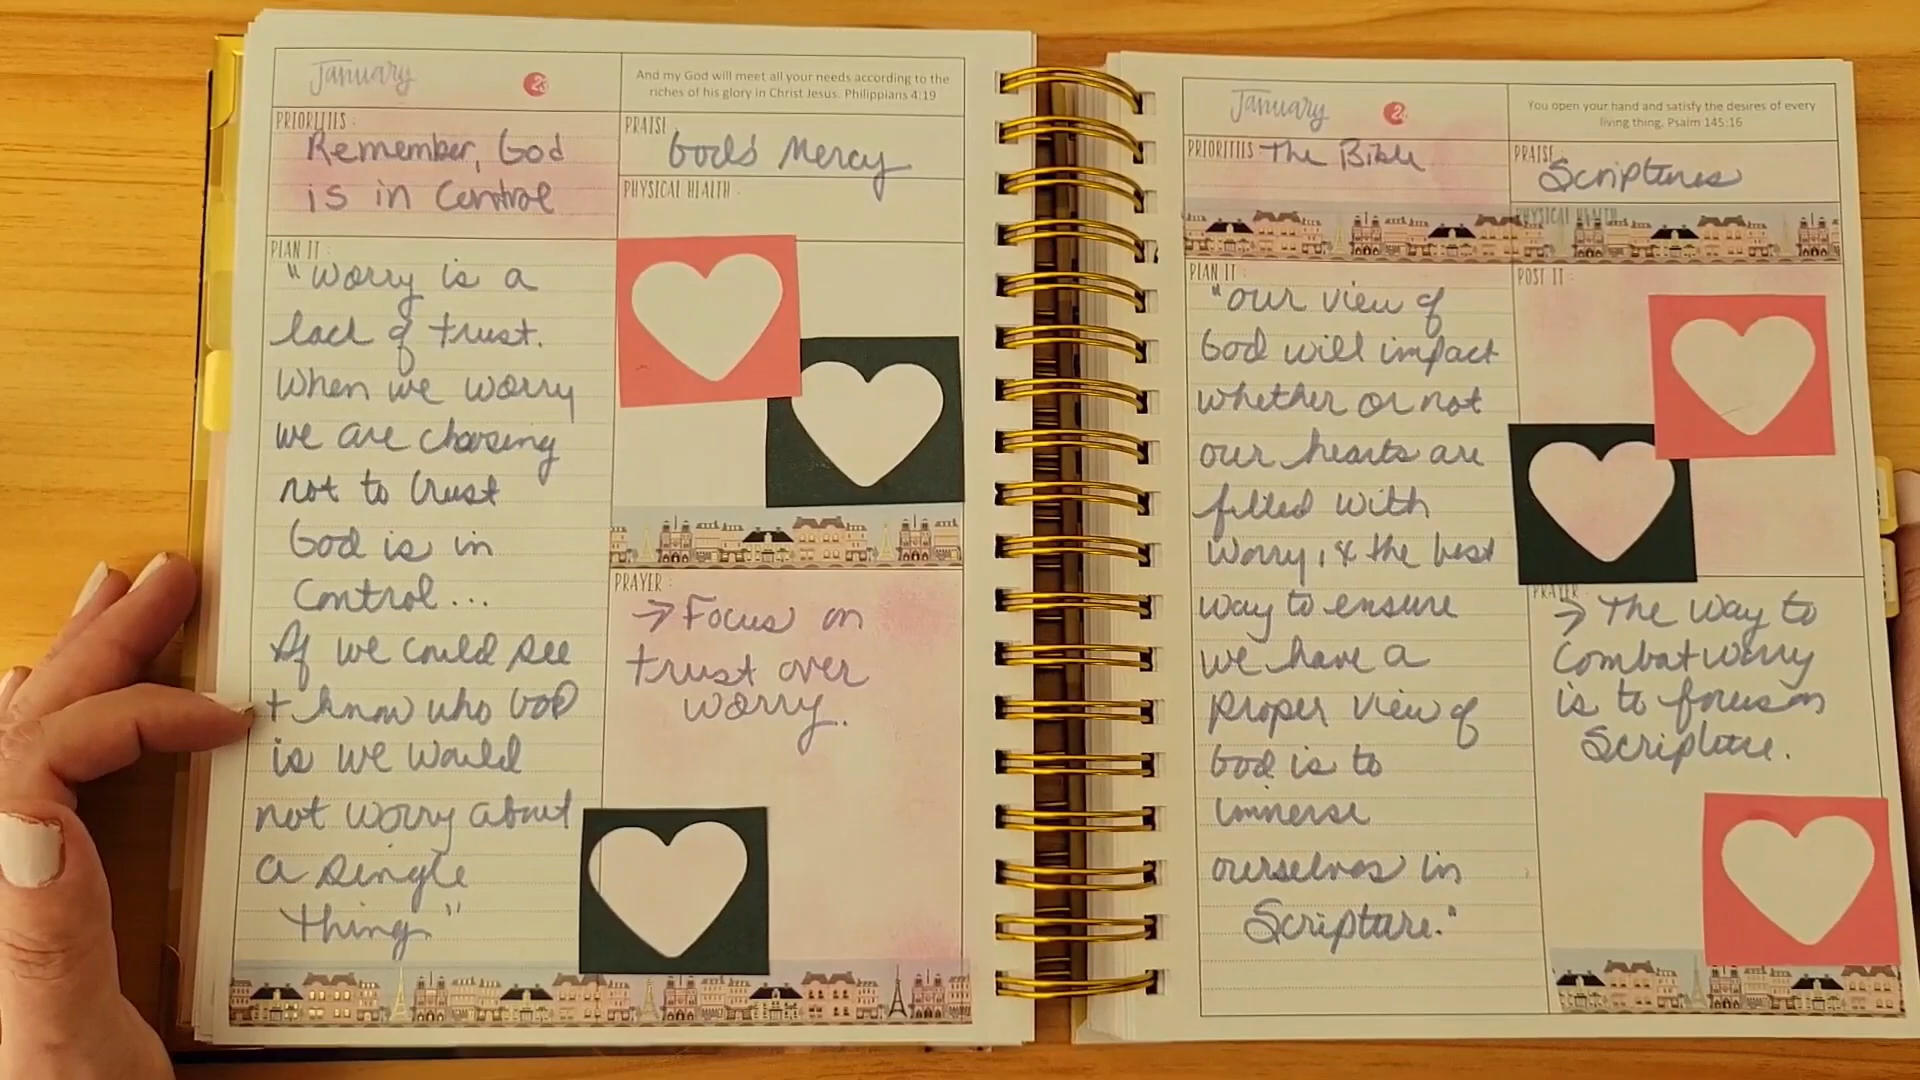 January 23
And my God will meet all your needs according to the
riches of his glory in Christ Jesus. Philippians 4:19
PRIORITIES:
Remember, God
is in Control
PRAISE:
God's Mercy
PHYSICAL HEALTH:
PLAN IT:
"Worry is a
lack of trust.
When we worry
we are choosing
not to trust
God is in
Control...
If we could see
+ know who God
is we would
not worry about
a single
thing"
PRAYER:
→ Focus on
trust over
worry.
January 2
You open your hand and satisfy the desires of every
living thing. Psalm 145:16
PRIORITIES The Bible
PRAISE:
Scriptures
PHYSICAL HEALTH
PLAN IT:
"Our view of
God will impact
whether or not
our hearts are
filled with
worry, & the best
way to ensure
we have a
proper view of
God is to
immerse
ourselves in
Scripture."
POST IT:
PRAYER:
→ The way to
combat worry
is to focus on
Scripture.